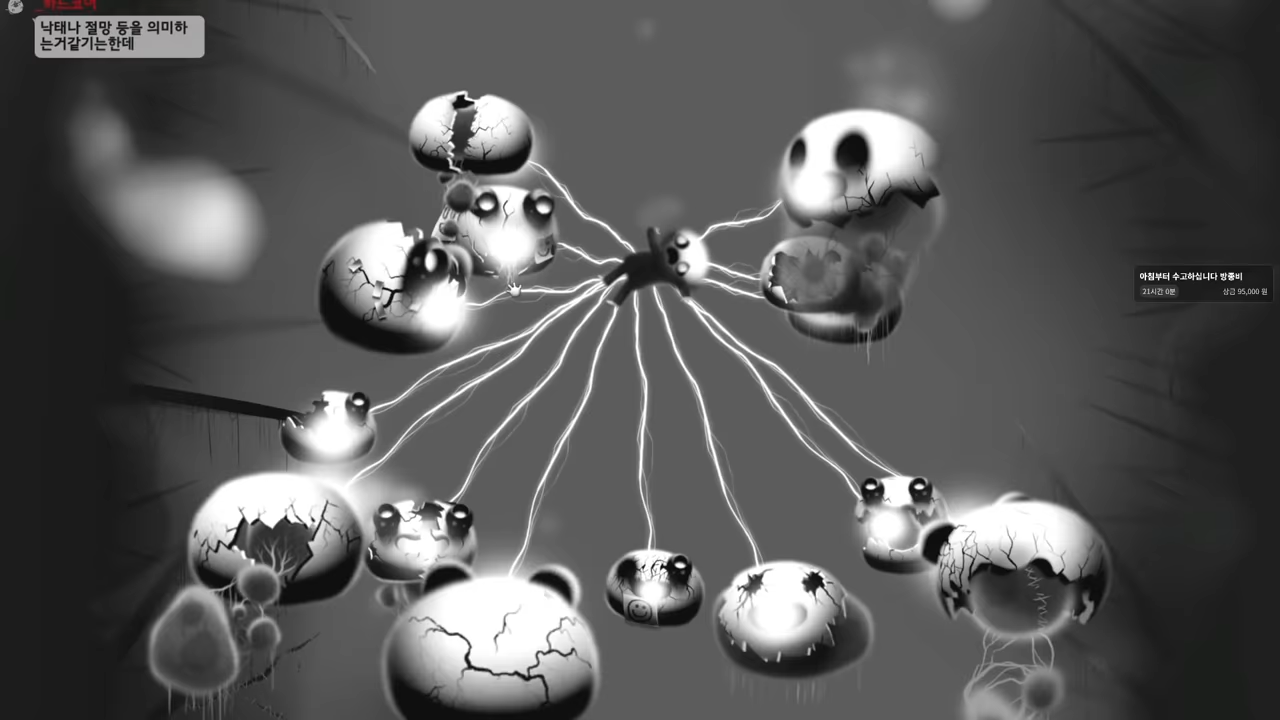 낙태나 절망 등을 의미하
는거같기는한데
아침부터 수고하십니다 방종비
21시간 0분
상금 95,000 원